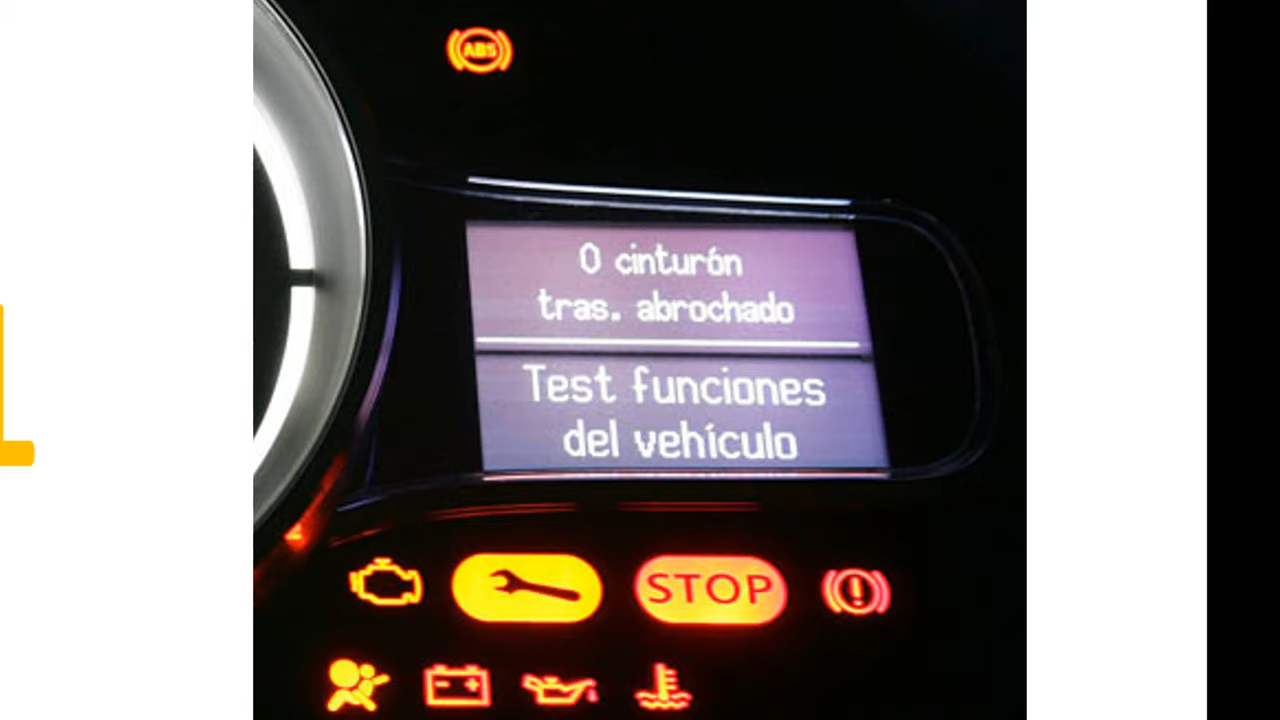 ABS
0 cinturón
tras. abrochado
Test funciones
del vehículo
STOP